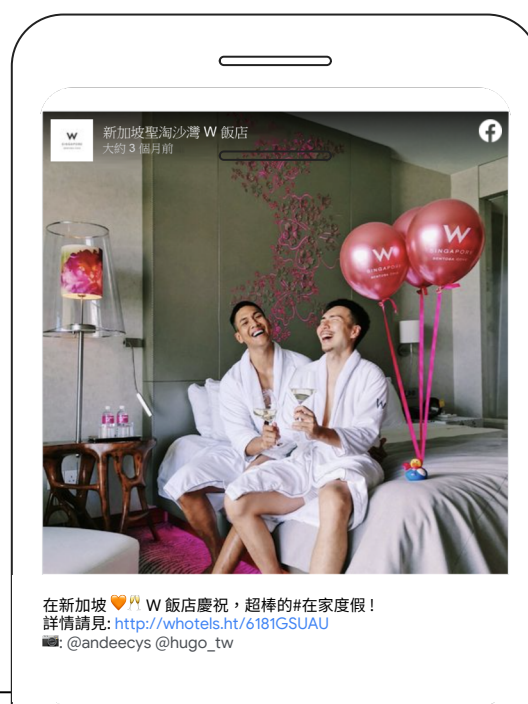 W
新加坡聖淘沙灣 W 飯店
大約 3 個月前
W
SINGAPORE
W
SINGAPORE
W
在新加坡 🧡🥂 W 飯店慶祝，超棒的#在家度假！
詳情請見: http://whotels.ht/6181GSUAU
📷: @andeecys @hugo_tw